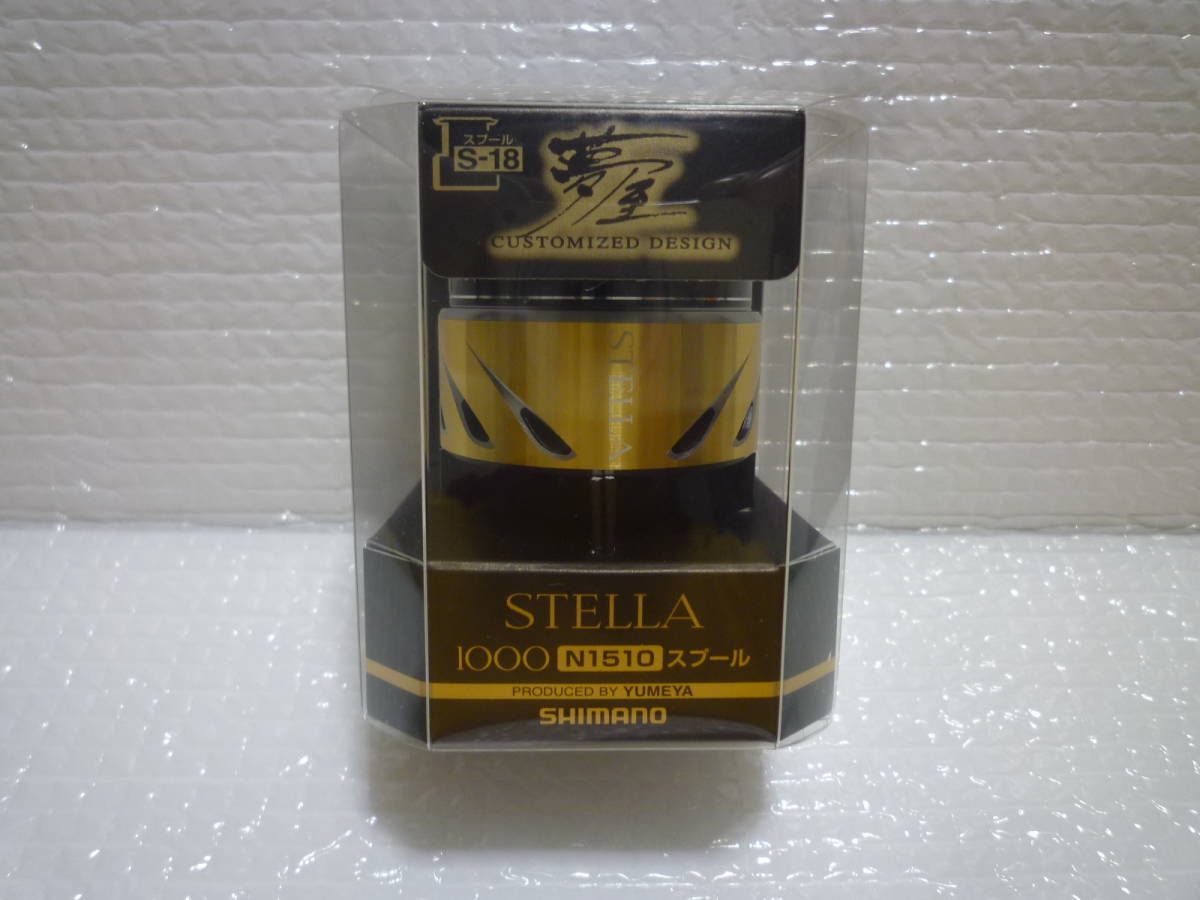 スプール
S-18
夢屋
CUSTOMIZED DESIGN
STELLA
STELLA
1000 N1510 スプール
PRODUCED BY YUMEYA
SHIMANO